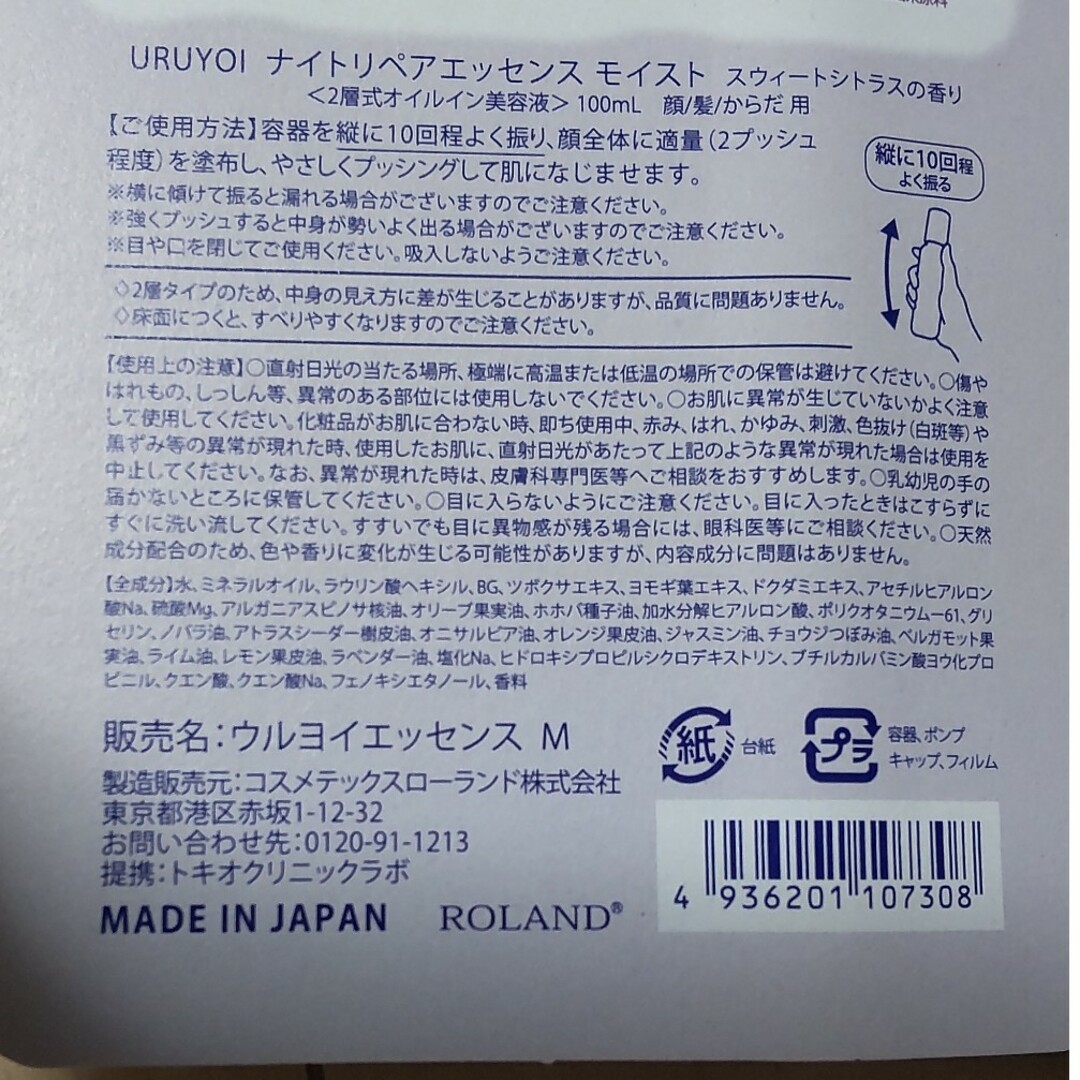 URUYOI ナイトリペアエッセンス モイスト スウィートシトラスの香り
＜2層式オイルイン美容液＞100mL 顔/髪/からだ 用
【ご使用方法】容器を縦に10回程よく振り、顔全体に適量（2プッシュ
程度）を塗布し、やさしくプッシングして肌になじませます。
※横に傾けて振ると漏れる場合がございますのでご注意ください。
※強くプッシュすると中身が勢いよく出る場合がございますのでご注意ください。
※目や口を閉じてご使用ください。吸入しないようご注意ください。
縦に10回程
よく振る
◇2層タイプのため、中身の見え方に差が生じることがありますが、品質に問題ありません。
◇床面につくと、すべりやすくなりますのでご注意ください。
【使用上の注意】○直射日光の当たる場所、極端に高温または低温の場所での保管は避けてください。○傷や
はれもの、しっしん等、異常のある部位には使用しないでください。○お肌に異常が生じていないかよく注意
して使用してください。化粧品がお肌に合わない時、即ち使用中、赤み、はれ、かゆみ、刺激、色抜け（白斑等）や
黒ずみ等の異常が現れた時、使用したお肌に、直射日光があたって上記のような異常が現れた場合は使用を
中止してください。なお、異常が現れた時は、皮膚科専門医等へご相談をおすすめします。○乳幼児の手の
届かないところに保管してください。○目に入らないようにご注意ください。目に入ったときはこすらずに
すぐに洗い流してください。すすいでも目に異物感が残る場合には、眼科医等にご相談ください。○天然
成分配合のため、色や香りに変化が生じる可能性がありますが、内容成分に問題はありません。
【全成分】水、ミネラルオイル、ラウリン酸ヘキシル、BG、ツボクサエキス、ヨモギ葉エキス、ドクダミエキス、アセチルヒアルロン
酸Na、硫酸Mg、アルガニアスピノサ核油、オリーブ果実油、ホホバ種子油、加水分解ヒアルロン酸、ポリクオタニウムー61、グリ
セリン、ノバラ油、アトラスシーダー樹皮油、オニサルビア油、オレンジ果皮油、ジャスミン油、チョウジつぼみ油、ベルガモット果
実油、ライム油、レモン果皮油、ラベンダー油、塩化Na、ヒドロキシプロピルシクロデキストリン、ブチルカルバミン酸ヨウ化プロ
ピニル、クエン酸、クエン酸Na、フェノキシエタノール、香料
販売名：ウルヨイエッセンス M
製造販売元：コスメテックスローランド株式会社
東京都港区赤坂1-12-32
お問い合わせ先：0120-91-1213
提携：トキオクリニックラボ
MADE IN JAPAN ROLAND®
紙 台紙
プラ 容器、ポンプ
キャップ、フィルム
4 936201 107308